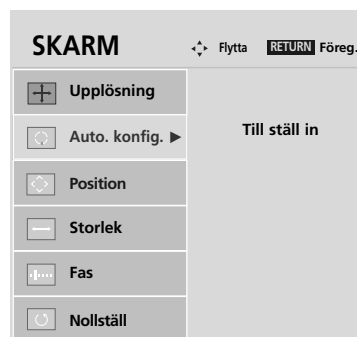 SKARM Flytta RETURN Föreg.
Upplösning
Auto. konfig. ▶
Till ställ in
Position
Storlek
Fas
Nollställ